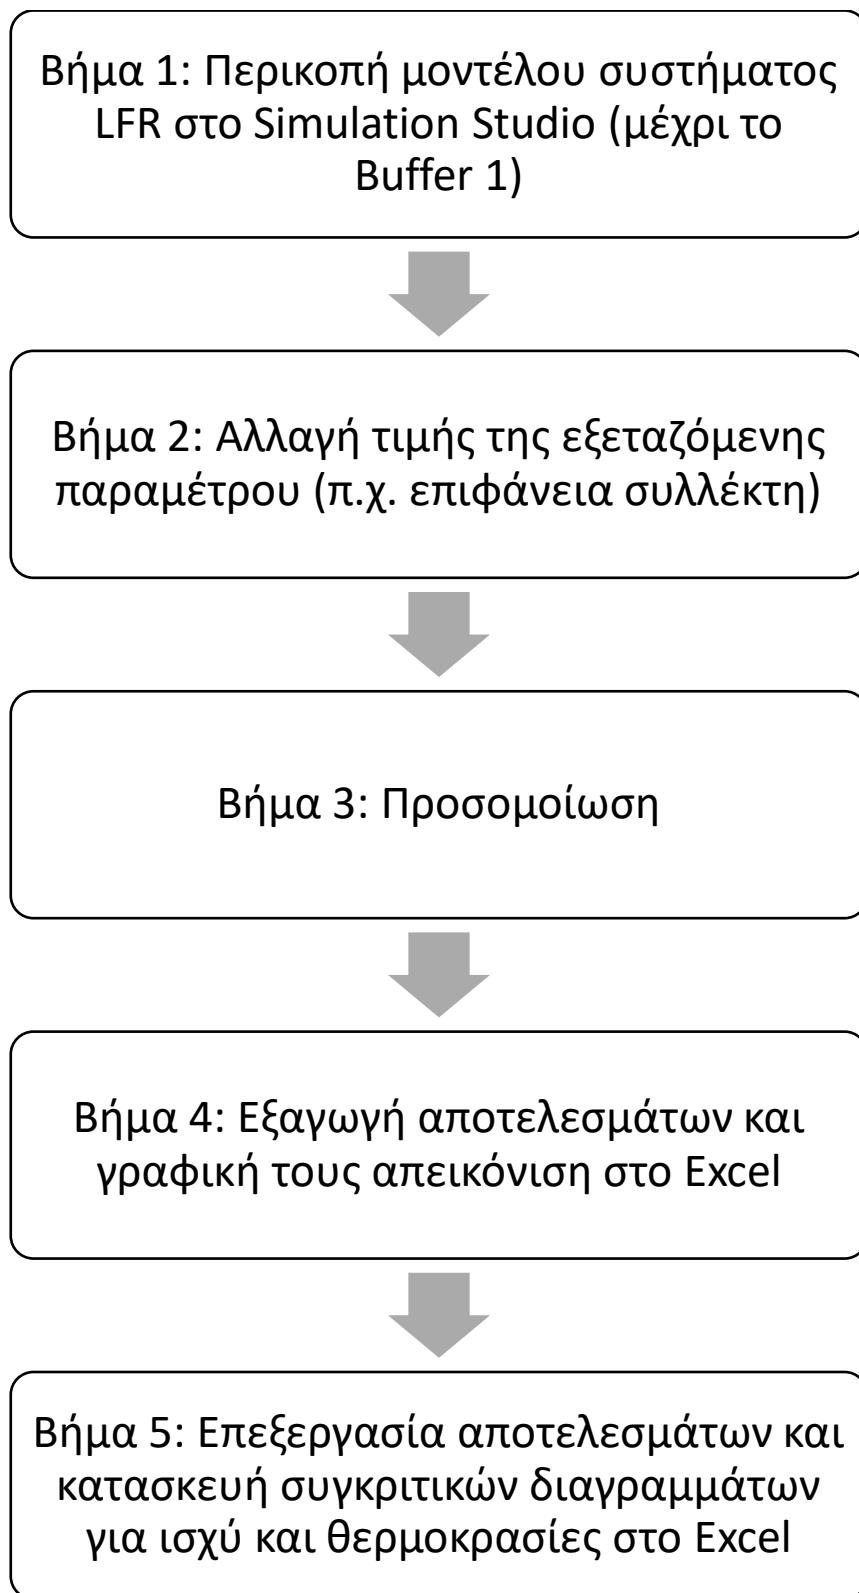 Βήμα 1: Περικοπή μοντέλου συστήματος
LFR στο Simulation Studio (μέχρι το
Buffer 1)
Βήμα 2: Αλλαγή τιμής της εξεταζόμενης
παραμέτρου (π.χ. επιφάνεια συλλέκτη)
Βήμα 3: Προσομοίωση
Βήμα 4: Εξαγωγή αποτελεσμάτων και
γραφική τους απεικόνιση στο Excel
Βήμα 5: Επεξεργασία αποτελεσμάτων και
κατασκευή συγκριτικών διαγραμμάτων
για ισχύ και θερμοκρασίες στο Excel